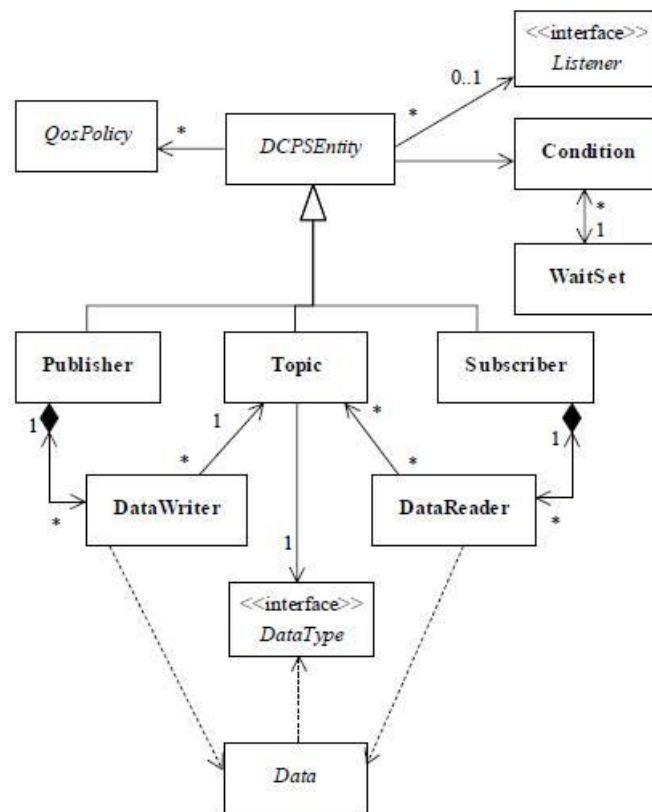 <<interface>>
Listener
0..1
*
QosPolicy
*
DCPSEntity
Condition
*
1
WaitSet
Publisher
Topic
Subscriber
1
1
*
1
*
*
*
DataWriter
DataReader
*
1
<<interface>>
DataType
Data